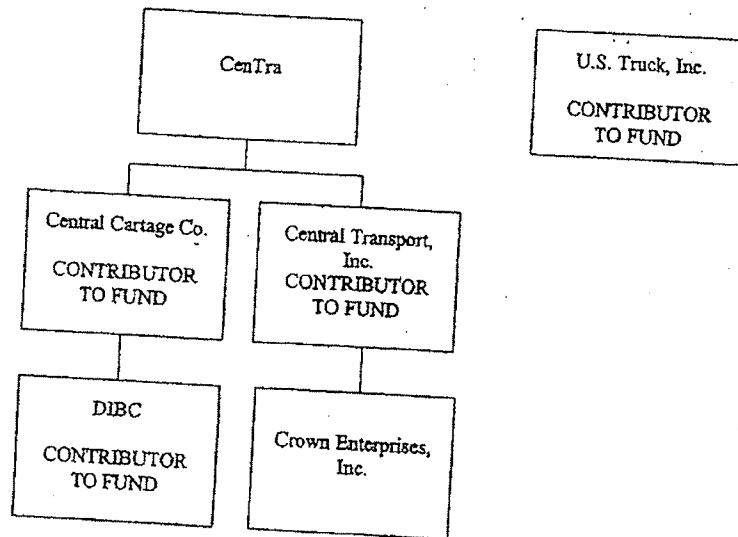 CenTra
U.S. Truck, Inc.
CONTRIBUTOR
TO FUND
Central Cartage Co.
CONTRIBUTOR
TO FUND
Central Transport,
Inc.
CONTRIBUTOR
TO FUND
DIBC
CONTRIBUTOR
TO FUND
Crown Enterprises,
Inc.